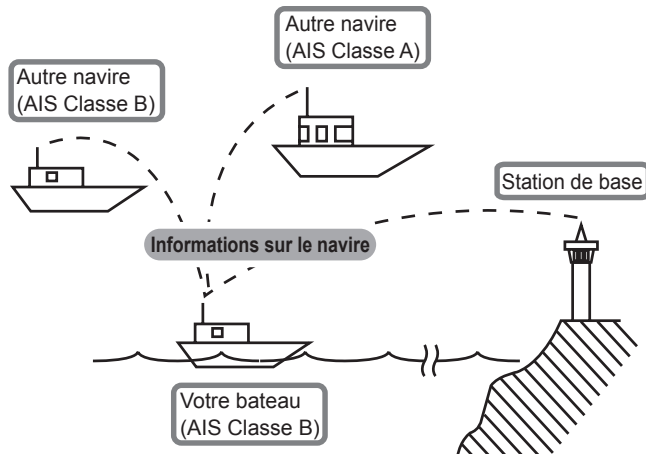 Autre navire
(AIS Classe A)
Autre navire
(AIS Classe B)
Station de base
Informations sur le navire
Votre bateau
(AIS Classe B)